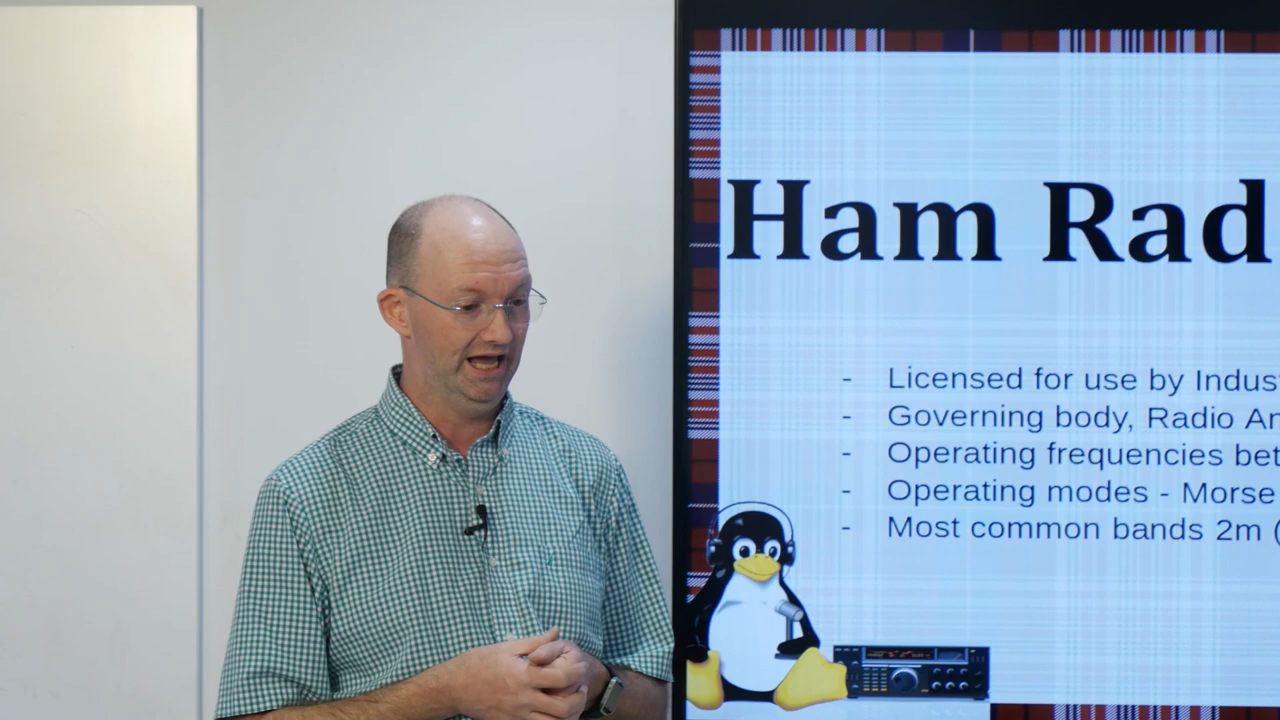 Ham Rad
- Licensed for use by Indus
- Governing body, Radio
- Operating frequencies bet
- Operating modes - Morse
- Most common bands 2m (